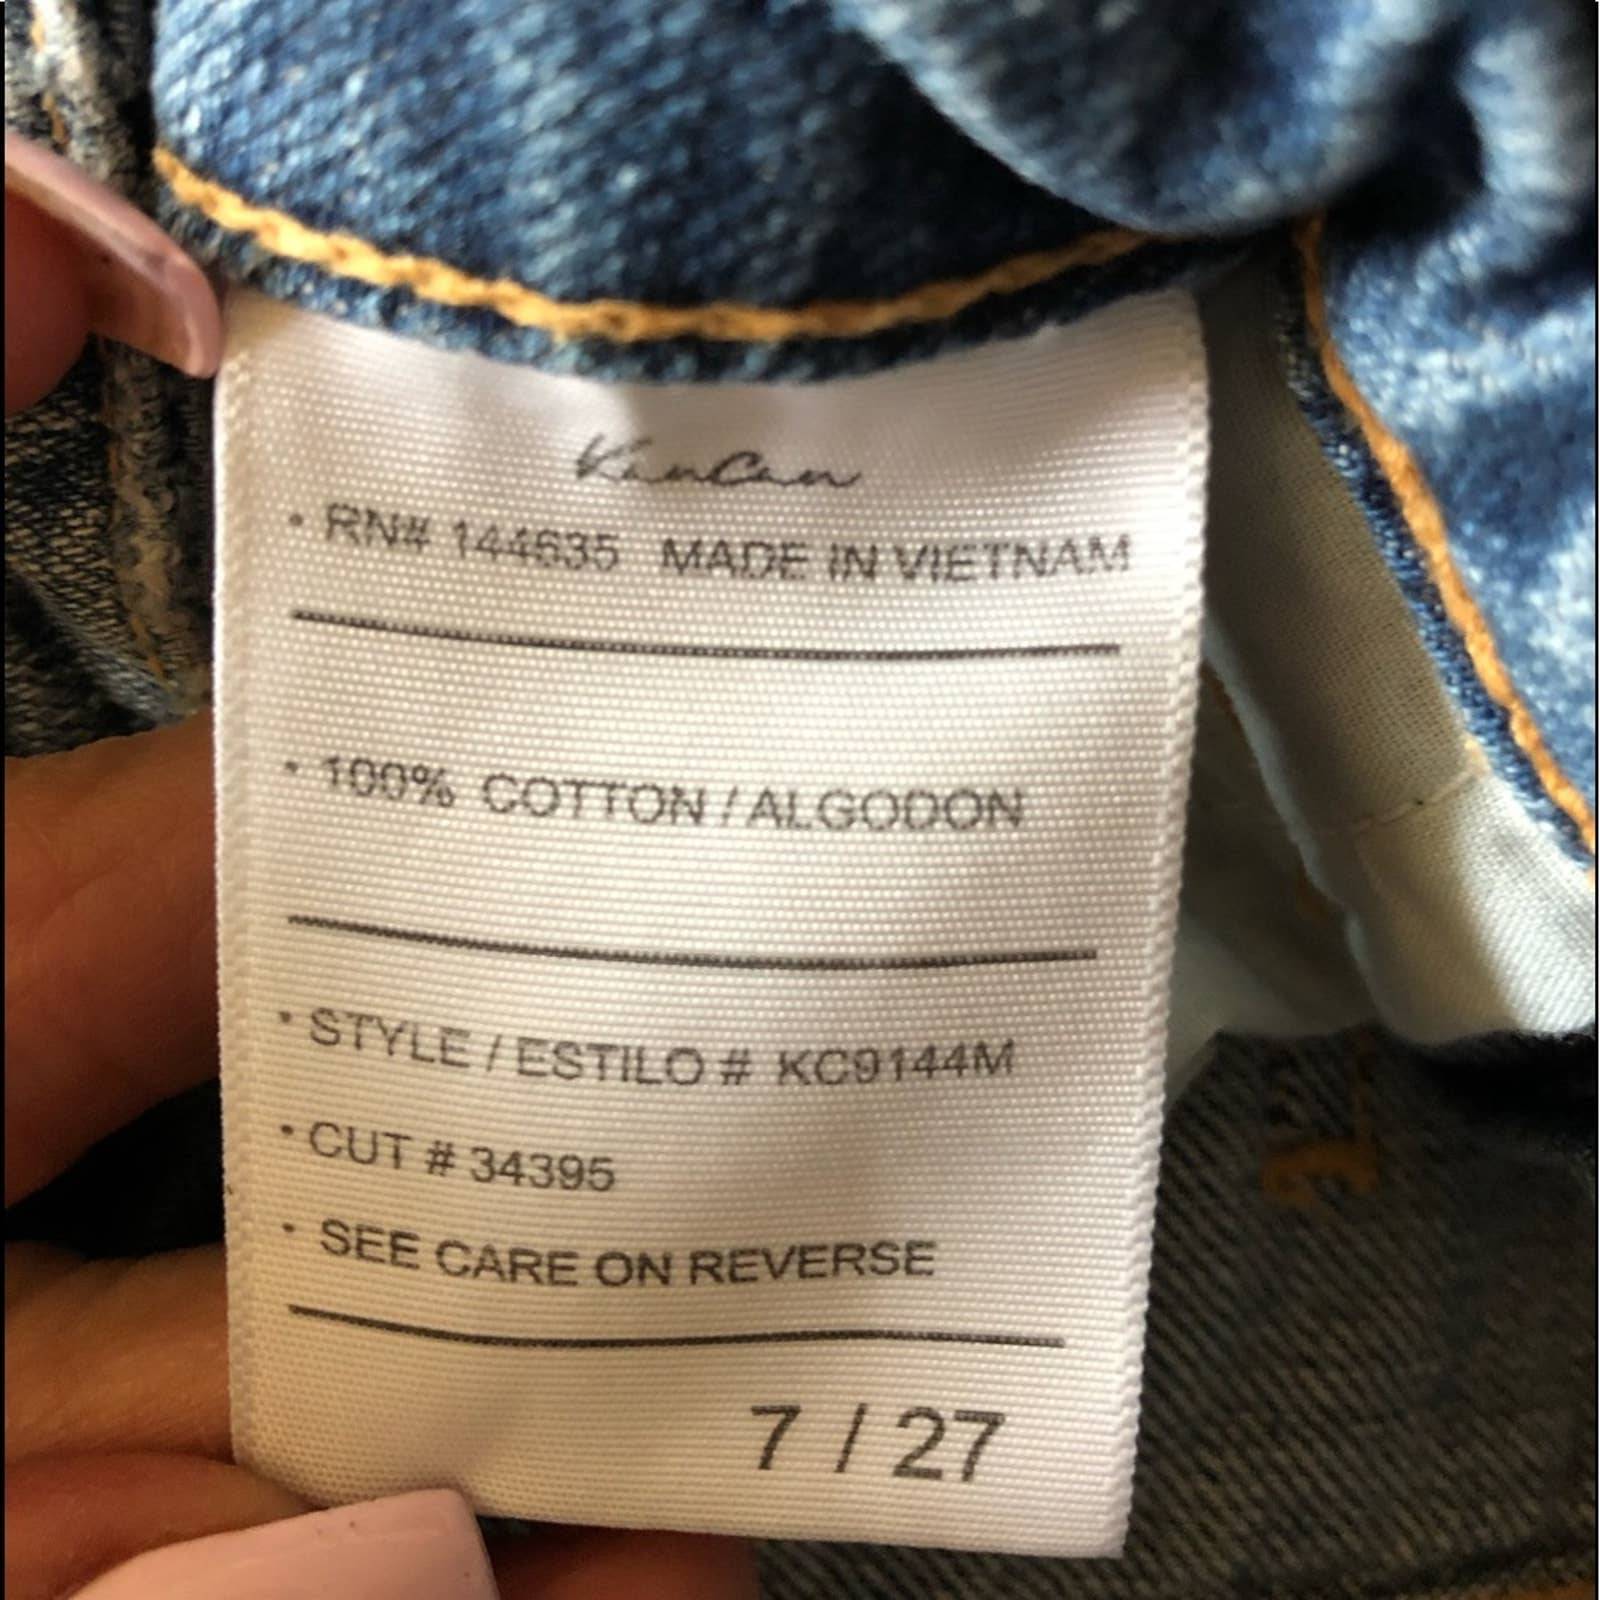 KanCan
• RN# 144635 MADE IN VIETNAM
• 100% COTTON / ALGODON
• STYLE / ESTILO # KC9144M
• CUT # 34395
• SEE CARE ON REVERSE
7 / 27